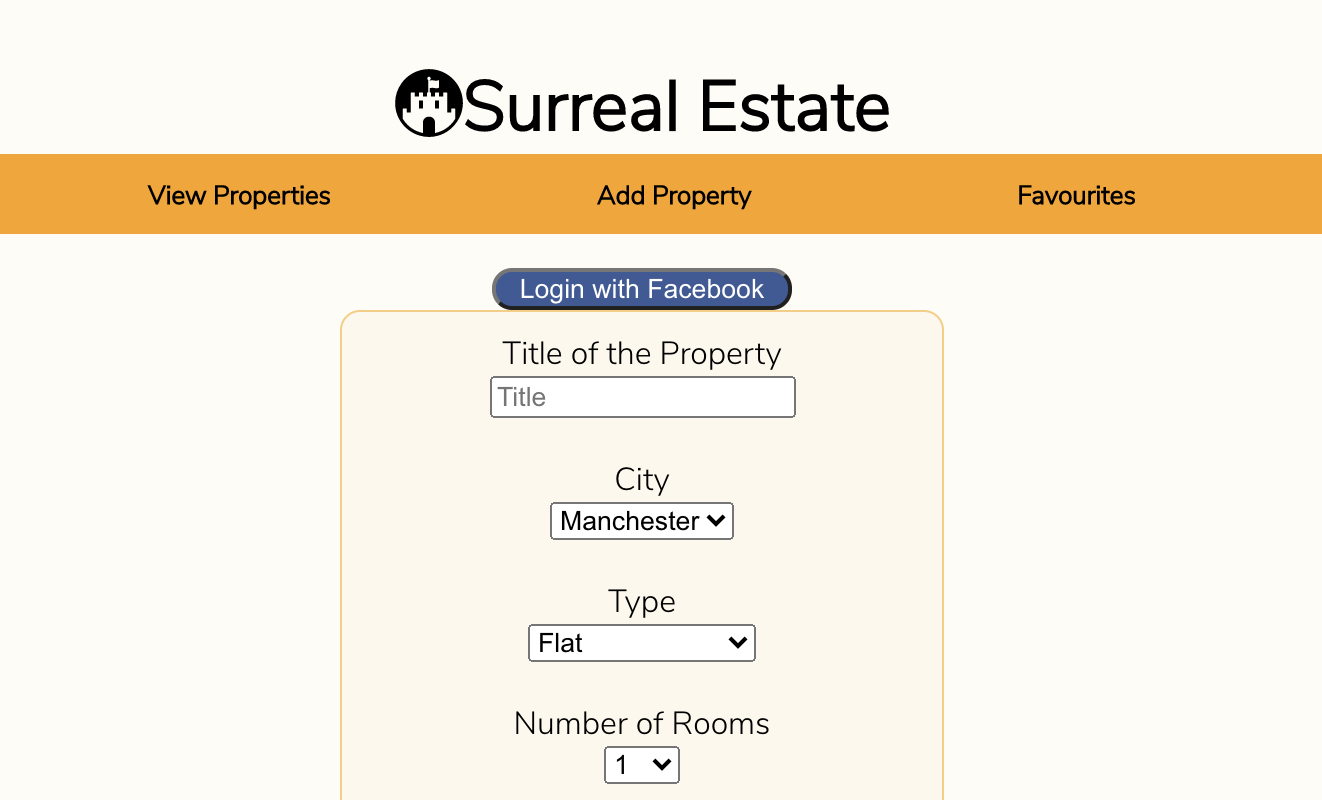 Surreal Estate
View Properties Add Property Favourites
Login with Facebook
Title of the Property
Title
City
Manchester
Type
Flat
Number of Rooms
1